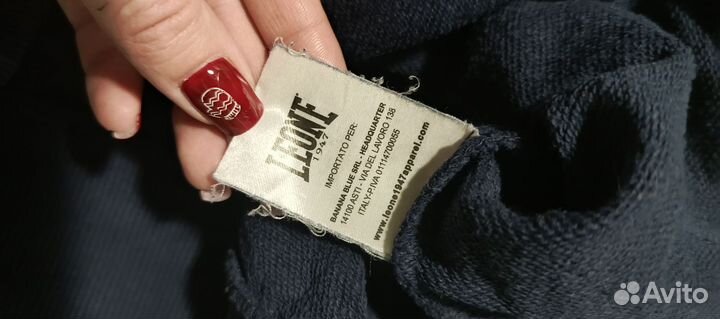 LEONE
1947
IMPORTATO PER:
BANANA BLUE SRL - HEADQUARTER
14100 ASTI - VIA DEL LAVORO 138
ITALY-P.IVA 01114700055
www.leone1947apparel.com
Avito